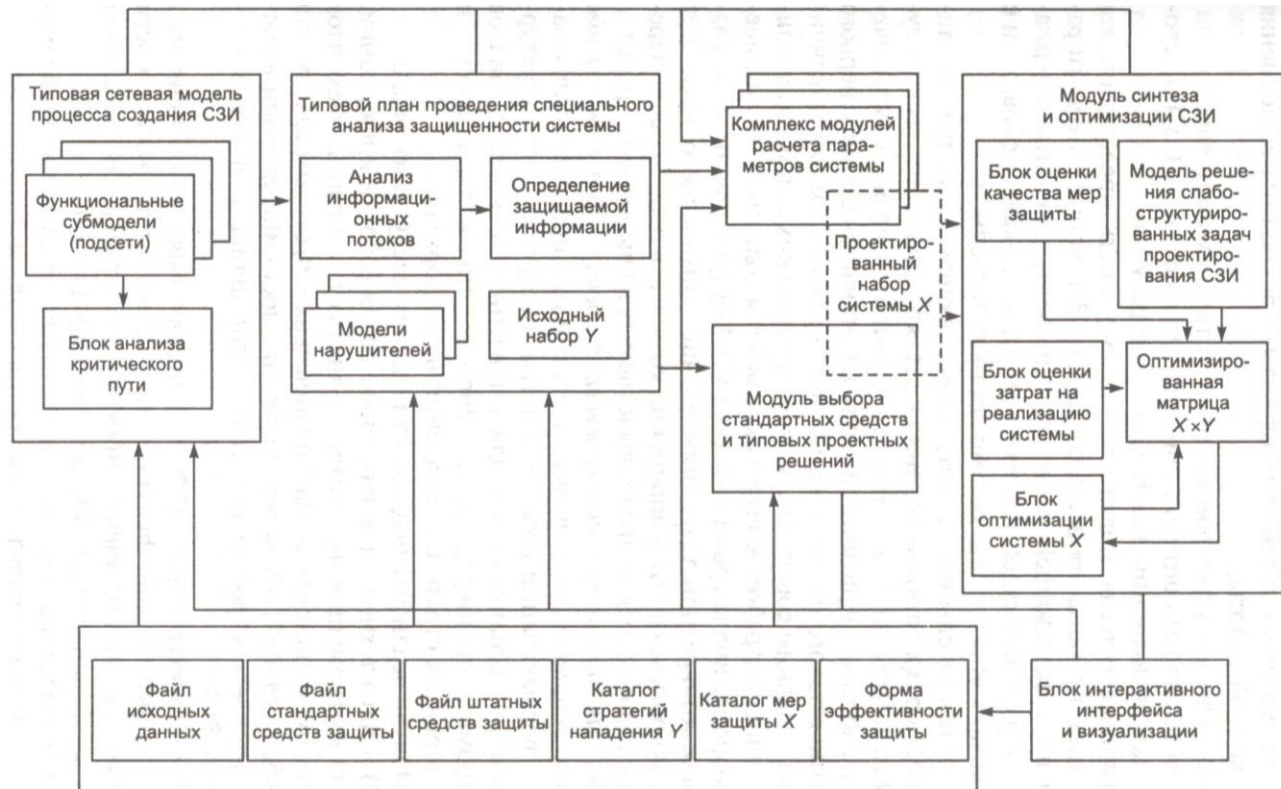 Типовая сетевая модель
процесса создания СЗИ
Функциональные
субмодели
(подсети)
Блок анализа
критического
пути
Типовой план проведения специального
анализа защищенности системы
Анализ
информаци-
онных
потоков
Определение
защищаемой
информации
Модели
нарушителей
Исходный
набор Y
Комплекс модулей
расчета пара-
метров системы
Проектиро-
ванный
набор
системы X
Модуль выбора
стандартных средств
и типовых проектных
решений
Модуль синтеза
и оптимизации СЗИ
Блок оценки
качества мер
защиты
Модель реше-
ния слабо-
структуриро-
ванных задач
проектиро-
вания СЗИ
Блок оценки
затрат на
реализацию
системы
Оптимизиро-
ванная
матрица
X × Y
Блок
оптимизации
системы X
Файл
исходных
данных
Файл
стандартных
средств защиты
Файл штатных
средств защиты
Каталог
стратегий
нападения Y
Каталог мер
защиты X
Форма
эффективности
защиты
Блок интерактивного
интерфейса
и визуализации